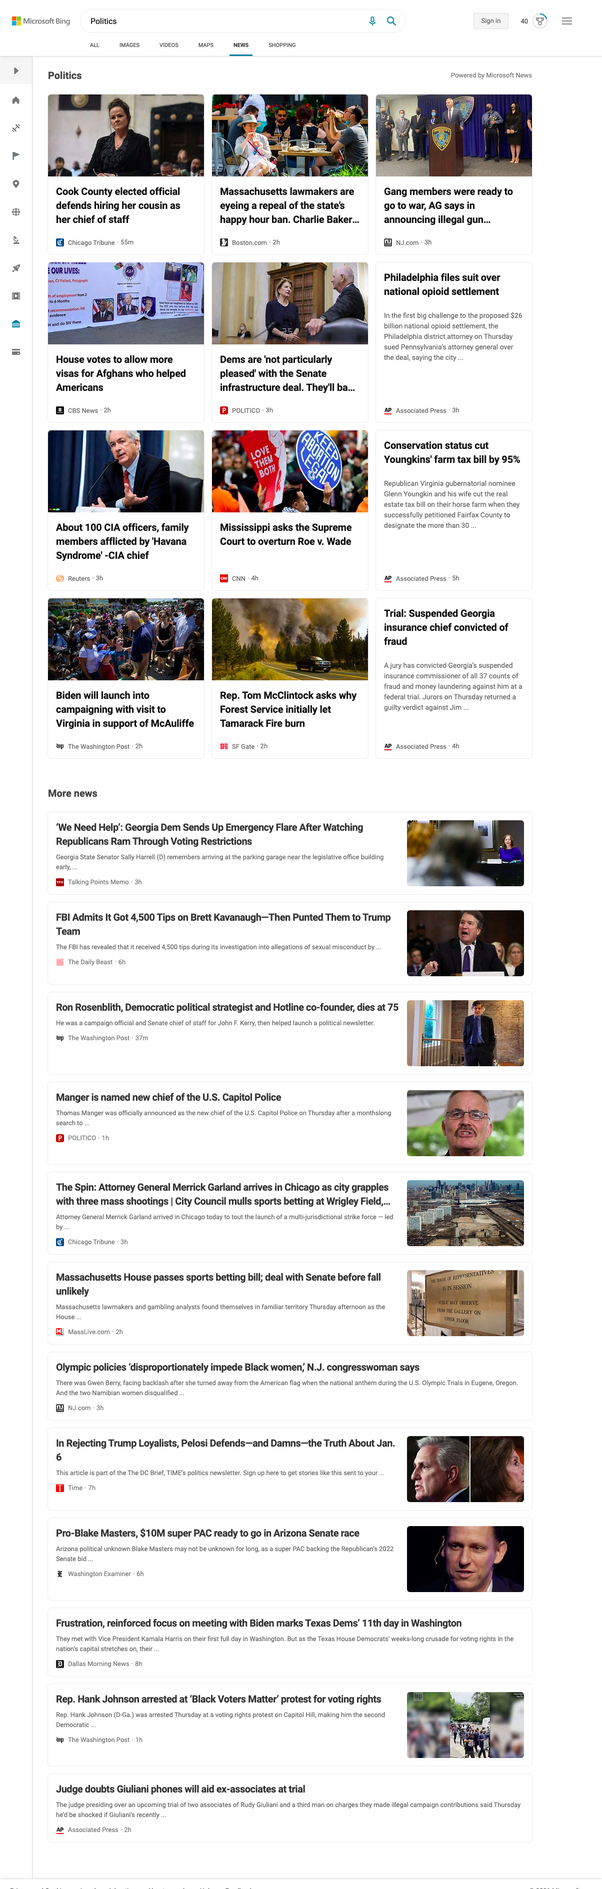 Microsoft Bing
Politics
Sign in
40
ALL
IMAGES
VIDEOS
MAPS
NEWS
SHOPPING
Politics
Powered by Microsoft News
Cook County elected official
defends hiring her cousin as
her chief of staff
Chicago Tribune · 55m
Massachusetts lawmakers are
eyeing a repeal of the state's
happy hour ban. Charlie Baker...
Boston.com · 2h
Gang members were ready to
go to war, AG says in
announcing illegal gun...
NJ.com · 3h
OUR LIVES:
House votes to allow more
visas for Afghans who helped
Americans
CBS News · 2h
Dems are 'not particularly
pleased' with the Senate
infrastructure deal. They'll ba...
POLITICO · 3h
Philadelphia files suit over
national opioid settlement
In the first big challenge to the proposed $26
billion national opioid settlement, the
Philadelphia district attorney on Thursday
sued Pennsylvania's attorney general over
the deal, saying the city ...
AP Associated Press · 3h
About 100 CIA officers, family
members afflicted by 'Havana
Syndrome' -CIA chief
Reuters · 3h
LOVE
THEM
BOTH
KEEP
ABORTION
LEGAL
Mississippi asks the Supreme
Court to overturn Roe v. Wade
CNN · 4h
Conservation status cut
Youngkins' farm tax bill by 95%
Republican Virginia gubernatorial nominee
Glenn Youngkin and his wife cut the real
estate tax bill on their horse farm when they
successfully petitioned Fairfax County to
designate the more than 30 ...
AP Associated Press · 5h
Biden will launch into
campaigning with visit to
Virginia in support of McAuliffe
wp The Washington Post · 2h
Rep. Tom McClintock asks why
Forest Service initially let
Tamarack Fire burn
SF Gate · 2h
Trial: Suspended Georgia
insurance chief convicted of
fraud
A jury has convicted Georgia's suspended
insurance commissioner of all 37 counts of
fraud and money laundering against him at a
federal trial. Jurors on Thursday returned a
guilty verdict against Jim ...
AP Associated Press · 4h
More news
'We Need Help': Georgia Dem Sends Up Emergency Flare After Watching
Republicans Ram Through Voting Restrictions
Georgia State Senator Sally Harrell (D) remembers arriving at the parking garage near the legislative office building
early, ...
Talking Points Memo · 3h
FBI Admits It Got 4,500 Tips on Brett Kavanaugh—Then Punted Them to Trump
Team
The FBI has revealed that it received 4,500 tips during its investigation into allegations of sexual misconduct by ...
The Daily Beast · 6h
Ron Rosenblith, Democratic political strategist and Hotline co-founder, dies at 75
He was a campaign official and Senate chief of staff for John F. Kerry, then helped launch a political newsletter.
wp The Washington Post · 37m
Manger is named new chief of the U.S. Capitol Police
Thomas Manger was officially announced as the new chief of the U.S. Capitol Police on Thursday after a monthslong
search to ...
POLITICO · 1h
The Spin: Attorney General Merrick Garland arrives in Chicago as city grapples
with three mass shootings | City Council mulls sports betting at Wrigley Field,...
Attorney General Merrick Garland arrived in Chicago today to tout the launch of a multi-jurisdictional strike force — led
by ...
Chicago Tribune · 3h
Massachusetts House passes sports betting bill; deal with Senate before fall
unlikely
Massachusetts lawmakers and gambling analysts found themselves in familiar territory Thursday afternoon as the
House ...
MassLive.com · 2h
HOUSE OF REPRESENTATIVES
IS IN SESSION
PUBLIC MAY OBSERVE
FROM THE GALLERY ON
Olympic policies 'disproportionately impede Black women,' N.J. congresswoman says
There was Gwen Berry, facing backlash after she turned away from the American flag when the national anthem during the U.S. Olympic Trials in Eugene, Oregon.
And the two Namibian women disqualified ...
NJ.com · 3h
In Rejecting Trump Loyalists, Pelosi Defends—and Damns—the Truth About Jan.
6
This article is part of the The DC Brief, TIME's politics newsletter. Sign up here to get stories like this sent to your ...
Time · 7h
Pro-Blake Masters, $10M super PAC ready to go in Arizona Senate race
Arizona political unknown Blake Masters may not be unknown for long, as a super PAC backing the Republican's 2022
Senate bid ...
Washington Examiner · 6h
Frustration, reinforced focus on meeting with Biden marks Texas Dems' 11th day in Washington
They met with Vice President Kamala Harris on their first full day in Washington. But as the Texas House Democrats' weeks-long crusade for voting rights in the
nation's capital stretches on, their ...
Dallas Morning News · 8h
Rep. Hank Johnson arrested at 'Black Voters Matter' protest for voting rights
Rep. Hank Johnson (D-Ga.) was arrested Thursday at a voting rights protest on Capitol Hill, making him the second
Democratic ...
wp The Washington Post · 1h
Judge doubts Giuliani phones will aid ex-associates at trial
The judge presiding over an upcoming trial of two associates of Rudy Giuliani and a third man on charges they made illegal campaign contributions said Thursday
he'd be shocked if Giuliani's recently ...
AP Associated Press · 2h